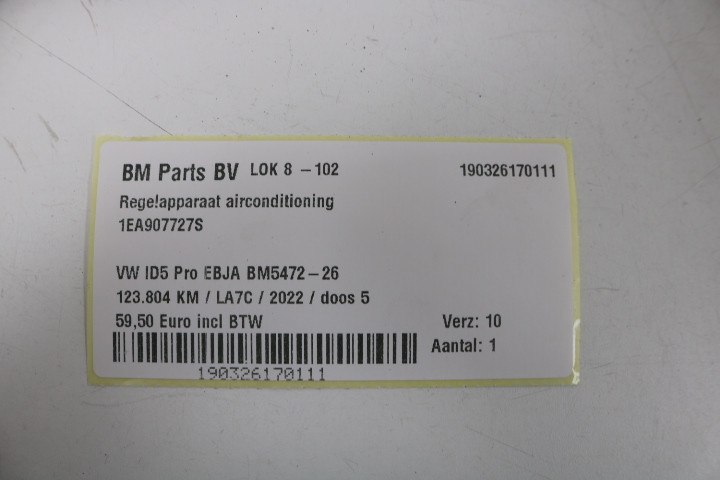 BM Parts BV LOK 8 - 102 190326170111
Regelapparaat airconditioning
1EA907727S
VW ID5 Pro EBJA BM5472-26
123.804 KM / LA7C / 2022 / doos 5
59,50 Euro incl BTW Verz: 10
Aantal: 1
190326170111